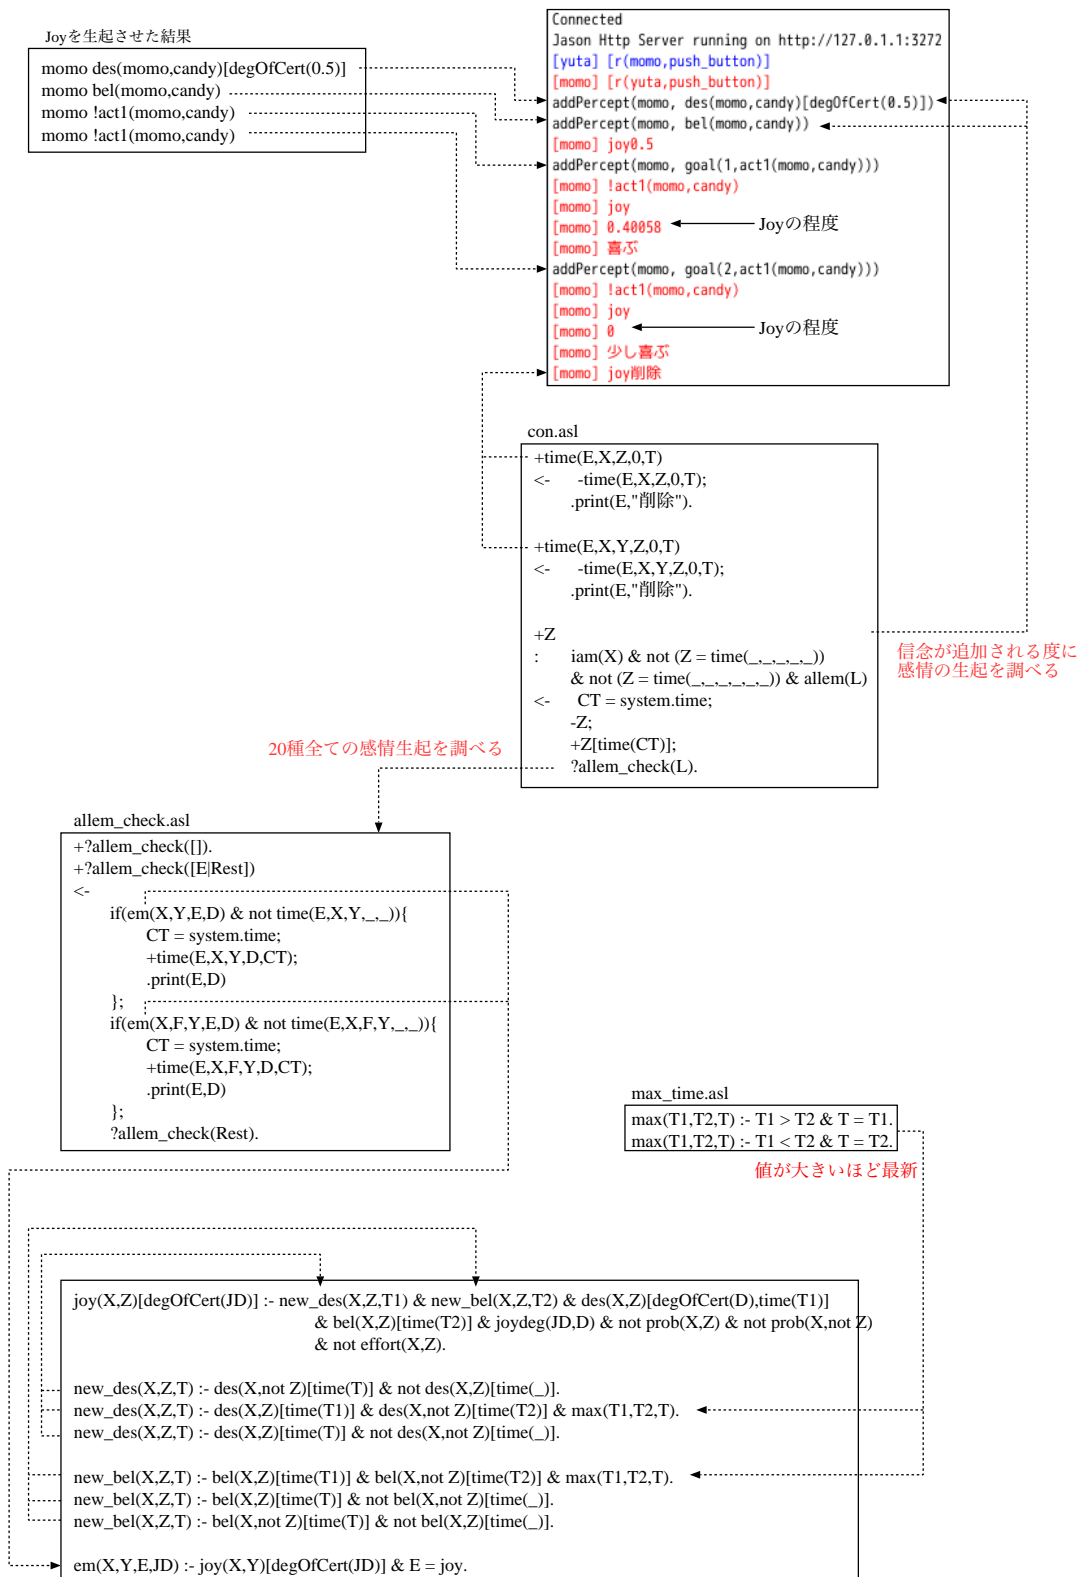 Joyを生起させた結果
momo des(momo,candy)[degOfCert(0.5)]
momo bel(momo,candy)
momo !act1(momo,candy)
momo !act1(momo,candy)
Connected
Jason Http Server running on http://127.0.1.1:3272
[yuta] [r(momo,push_button)]
[momo] [r(yuta,push_button)]
addPercept(momo, des(momo,candy)[degOfCert(0.5)])
addPercept(momo, bel(momo,candy))
[momo] joy0.5
addPercept(momo, goal(1,act1(momo,candy)))
[momo] !act1(momo,candy)
[momo] joy
[momo] 0.40058
Joyの程度
[momo] 喜ぶ
addPercept(momo, goal(2,act1(momo,candy)))
[momo] !act1(momo,candy)
[momo] joy
[momo] 0
Joyの程度
[momo] 少し喜ぶ
[momo] joy削除
con.asl
+time(E,X,Z,0,T)
<- -time(E,X,Z,0,T);
.print(E,"削除").
+time(E,X,Y,Z,0,T)
<- -time(E,X,Y,Z,0,T);
.print(E,"削除").
+Z
: iam(X) & not (Z = time(_,_,_,_,_))
& not (Z = time(_,_,_,_,_,_)) & allem(L)
<- CT = system.time;
-Z;
+Z[time(CT)];
?allem_check(L).
信念が追加される度に
感情の生起を調べる
20種全ての感情生起を調べる
allem_check.asl
+?allem_check([]).
+?allem_check([E|Rest])
<-
if(em(X,Y,E,D) & not time(E,X,Y,_,_)){
CT = system.time;
+time(E,X,Y,D,CT);
.print(E,D)
};
if(em(X,F,Y,E,D) & not time(E,X,F,Y,_,_)){
CT = system.time;
+time(E,X,F,Y,D,CT);
.print(E,D)
};
?allem_check(Rest).
max_time.asl
max(T1,T2,T) :- T1 > T2 & T = T1.
max(T1,T2,T) :- T1 < T2 & T = T2.
値が大きいほど最新
joy(X,Z)[degOfCert(JD)] :- new_des(X,Z,T1) & new_bel(X,Z,T2) & des(X,Z)[degOfCert(D),time(T1)]
& bel(X,Z)[time(T2)] & joydeg(JD,D) & not prob(X,Z) & not prob(X,not Z)
& not effort(X,Z).
new_des(X,Z,T) :- des(X,not Z)[time(T)] & not des(X,Z)[time(_)].
new_des(X,Z,T) :- des(X,Z)[time(T1)] & des(X,not Z)[time(T2)] & max(T1,T2,T).
new_des(X,Z,T) :- des(X,Z)[time(T)] & not des(X,not Z)[time(_)].
new_bel(X,Z,T) :- bel(X,Z)[time(T1)] & bel(X,not Z)[time(T2)] & max(T1,T2,T).
new_bel(X,Z,T) :- bel(X,Z)[time(T)] & not bel(X,not Z)[time(_)].
new_bel(X,Z,T) :- bel(X,not Z)[time(T)] & not bel(X,Z)[time(_)].
em(X,Y,E,JD) :- joy(X,Y)[degOfCert(JD)] & E = joy.